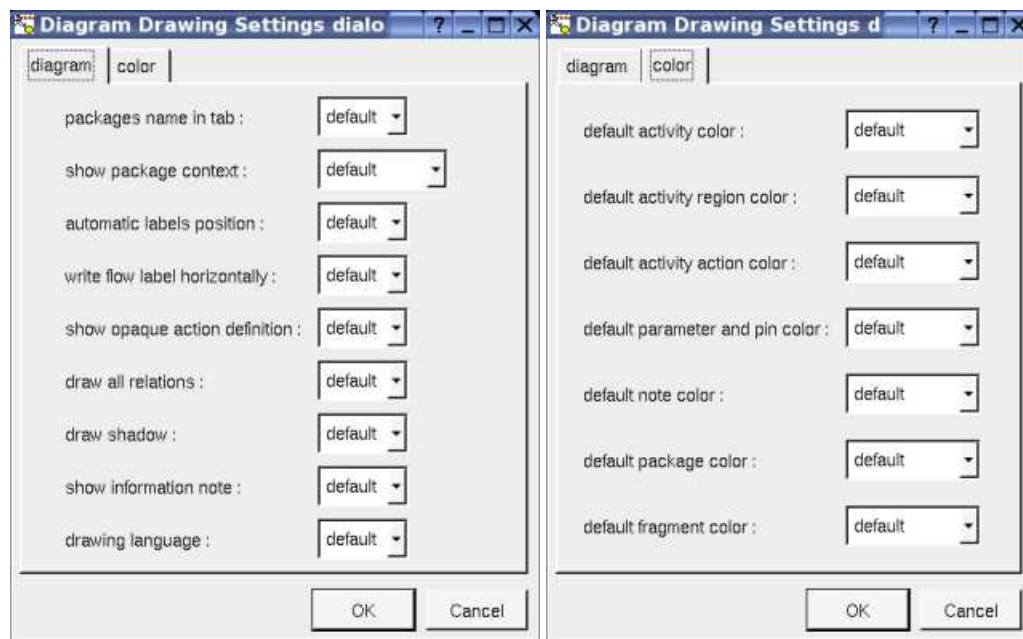 Diagram Drawing Settings dialo
diagram color
packages name in tab : default
show package context : default
automatic labels position : default
write flow label horizontally : default
show opaque action definition : default
draw all relations : default
draw shadow : default
show information note : default
drawing language : default
OK Cancel
Diagram Drawing Settings d
diagram color
default activity color : default
default activity region color : default
default activity action color : default
default parameter and pin color : default
default note color : default
default package color : default
default fragment color : default
OK Cancel